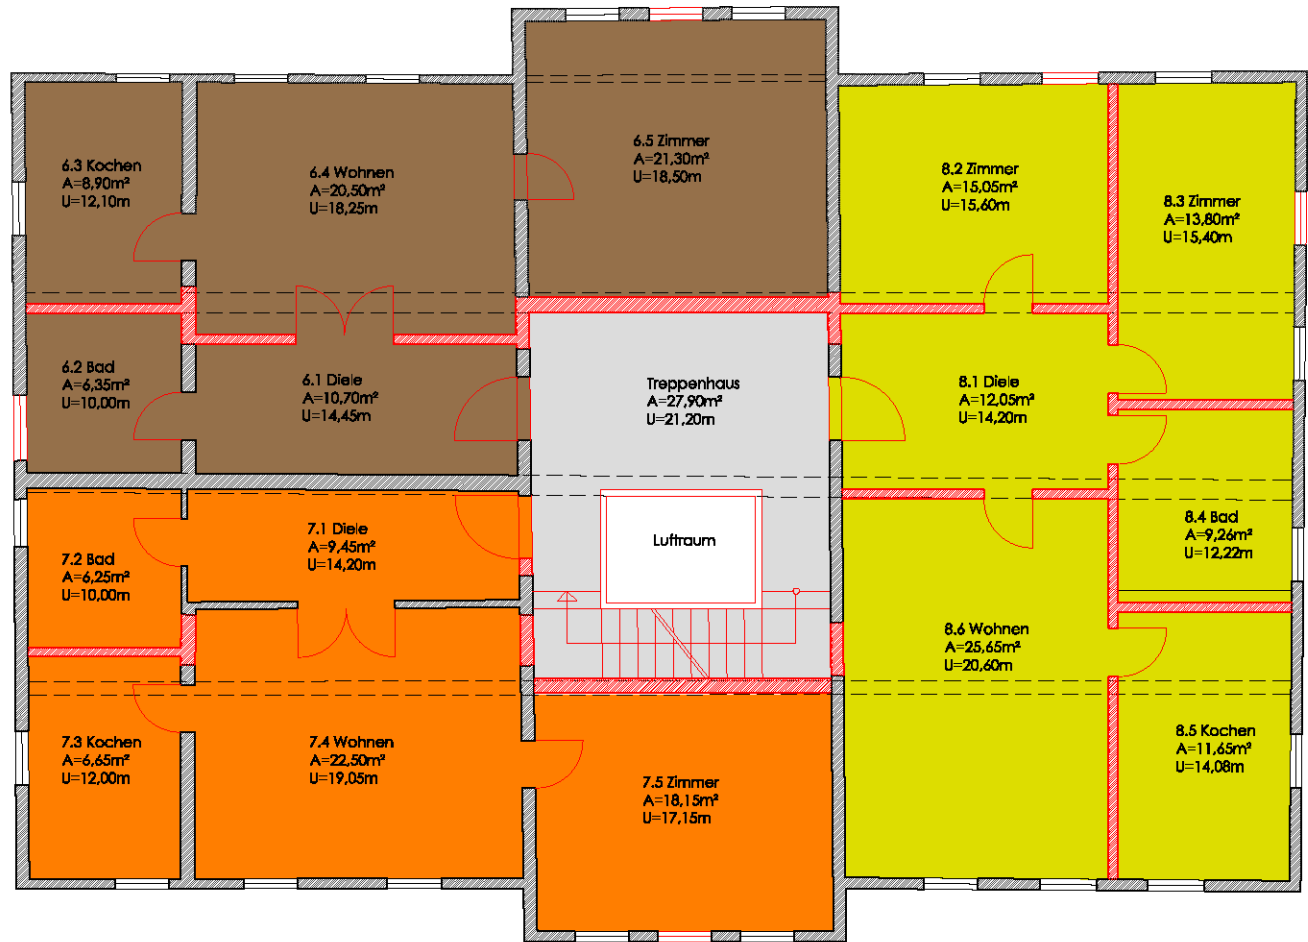 6.5 Zimmer
A=21,30m²
U=18,50m
6.3 Kochen
A=8,90m²
U=12,10m
6.4 Wohnen
A=20,50m²
U=18,25m
8.2 Zimmer
A=15,05m²
U=15,60m
8.3 Zimmer
A=13,80m²
U=15,40m
6.2 Bad
A=6,35m²
U=10,00m
6.1 Diele
A=10,70m²
U=14,45m
Treppenhaus
A=27,90m²
U=21,20m
8.1 Diele
A=12,05m²
U=14,20m
7.2 Bad
A=6,25m²
U=10,00m
7.1 Diele
A=9,45m²
U=14,20m
Luftraum
8.4 Bad
A=9,26m²
U=12,22m
8.6 Wohnen
A=25,65m²
U=20,60m
7.3 Kochen
A=6,65m²
U=12,00m
7.4 Wohnen
A=22,50m²
U=19,05m
7.5 Zimmer
A=18,15m²
U=17,15m
8.5 Kochen
A=11,65m²
U=14,08m